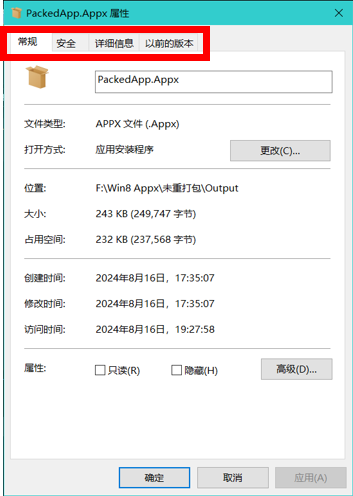 PackedApp.Appx 属性
常规 安全 详细信息 以前的版本
PackedApp.Appx
文件类型: APPX 文件 (.Appx)
打开方式: 应用安装程序 更改(C)...
位置: F:\Win8 Appx\未重打包\Output
大小: 243 KB (249,747 字节)
占用空间: 232 KB (237,568 字节)
创建时间: 2024年8月16日，17:35:07
修改时间: 2024年8月16日，17:35:07
访问时间: 2024年8月16日，19:27:58
属性: 只读(R) 隐藏(H) 高级(D)...
确定 取消 应用(A)